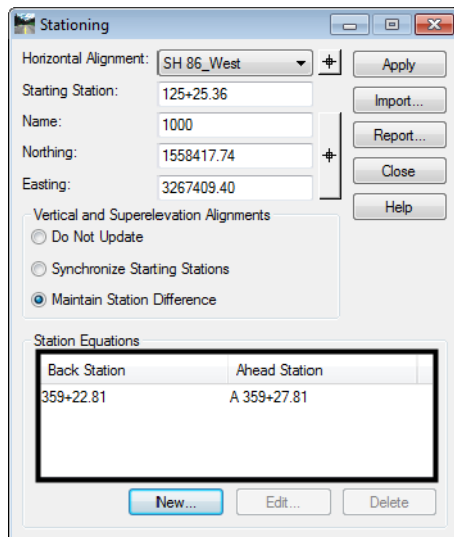 Stationing
Horizontal Alignment: SH 86_West Apply
Starting Station: 125+25.36 Import...
Name: 1000 Report...
Northing: 1558417.74 Close
Easting: 3267409.40 Help
Vertical and Superelevation Alignments
Do Not Update
Synchronize Starting Stations
Maintain Station Difference
Station Equations
Back Station Ahead Station
359+22.81 A 359+27.81
New... Edit... Delete